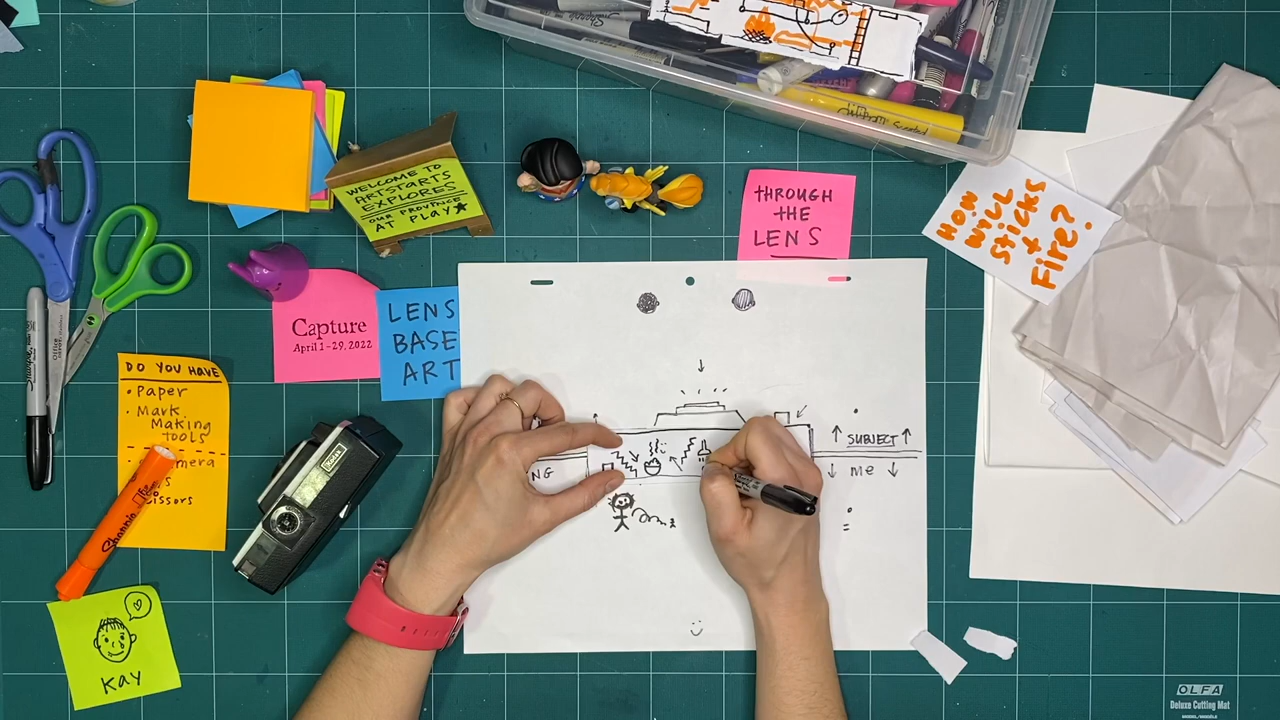 WELCOME TO
ARTSTARTS
EXPLORES
OUR PROVINCE
AT PLAY
THROUGH
THE
LENS
HOW
WILL
STICKS
+
FiRE?
Capture
April 1-29, 2022
LENS
BASE
ART
DO YOU HAVE
• PAPER
• MARK
MAKING
TOOLS
Kodak
Sharpie
NG
↑ SUBJECT ↑
↓ ME ↓
KAY
OLFA
Deluxe Cutting Mat